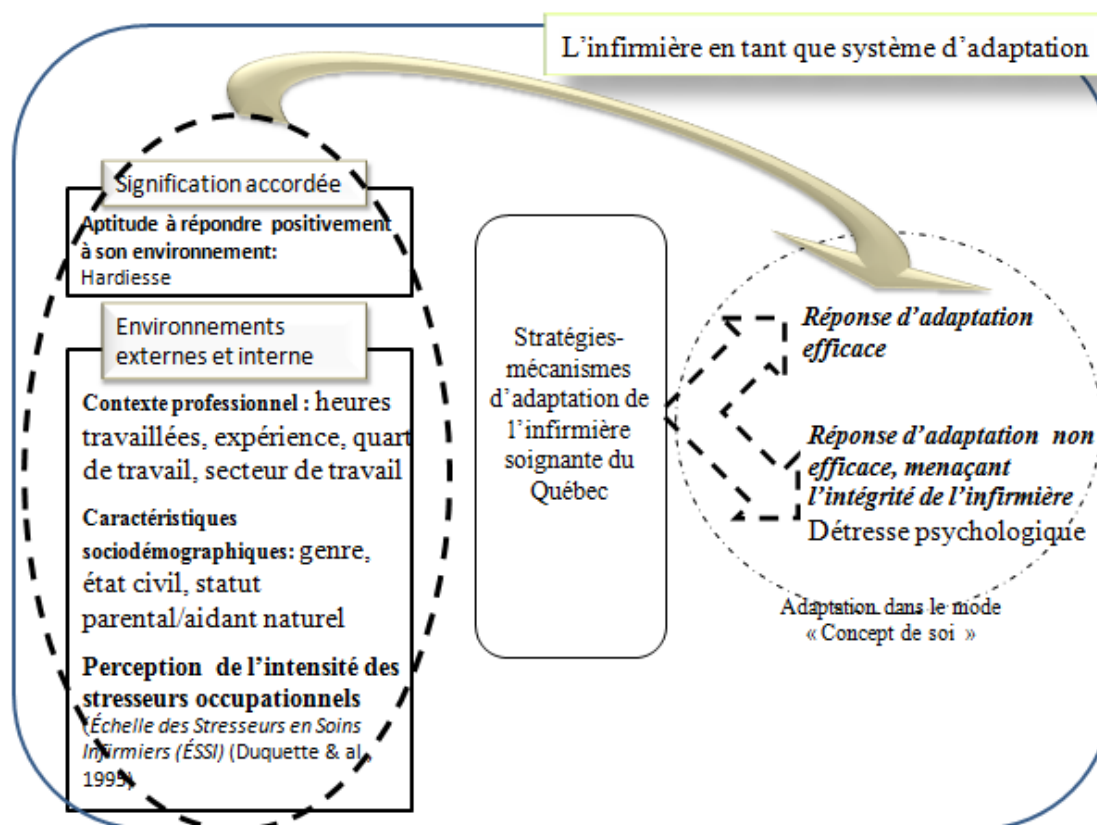 L'infirmière en tant que système d'adaptation
Signification accordée
Aptitude à répondre positivement
à son environnement:
Hardiesse
Environnements
externes et interne
Contexte professionnel : heures
travaillées, expérience, quart
de travail, secteur de travail
Caractéristiques
sociodémographiques: genre,
état civil, statut
parental/aidant naturel
Perception de l'intensité des
stresseurs occupationnels
(Échelle des Stresseurs en Soins
Infirmiers (ÉSSI) (Duquette & al.,
1995)
Stratégies-
mécanismes
d'adaptation de
l'infirmière
soignante du
Québec
Réponse d'adaptation
efficace
Réponse d'adaptation non
efficace, menaçant
l'intégrité de l'infirmière
Détresse psychologique
Adaptation dans le mode
« Concept de soi »